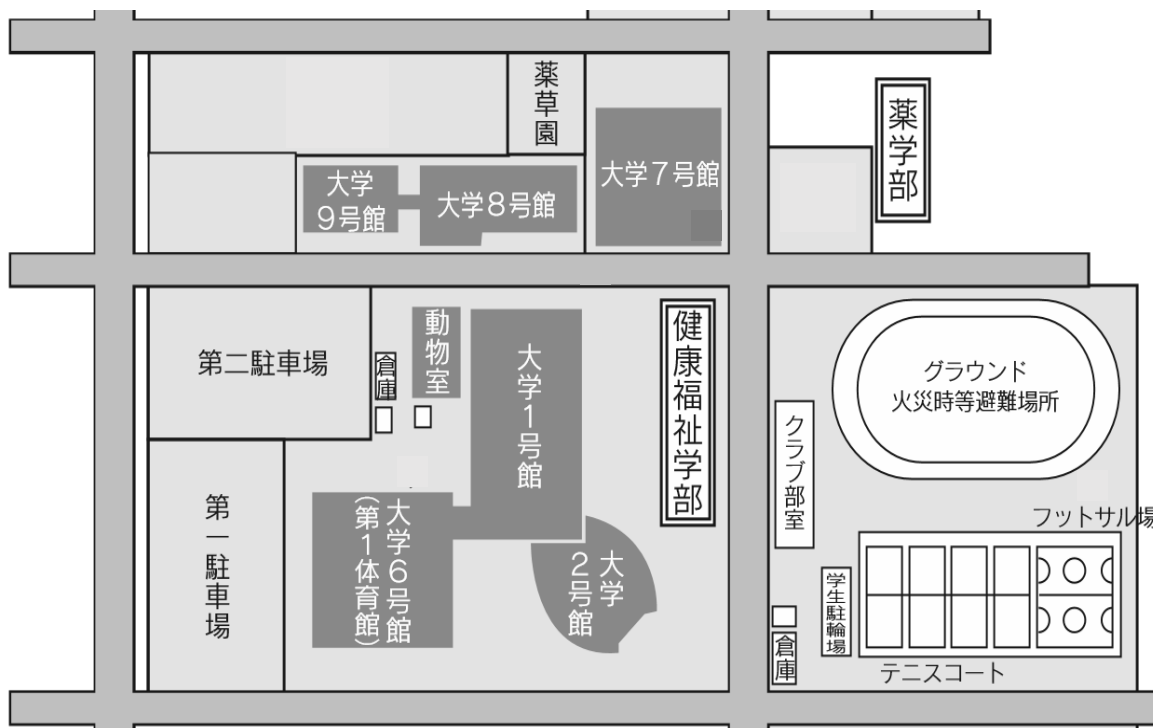 薬草園
薬学部
大学７号館
大学
９号館
大学８号館
第二駐車場
倉庫
動物室
大学１号館
健康福祉学部
グラウンド
火災時等避難場所
クラブ部室
フットサル場
第一駐車場
大学６号館
（第１体育館）
大学
２号館
学生駐輪場
倉庫
テニスコート